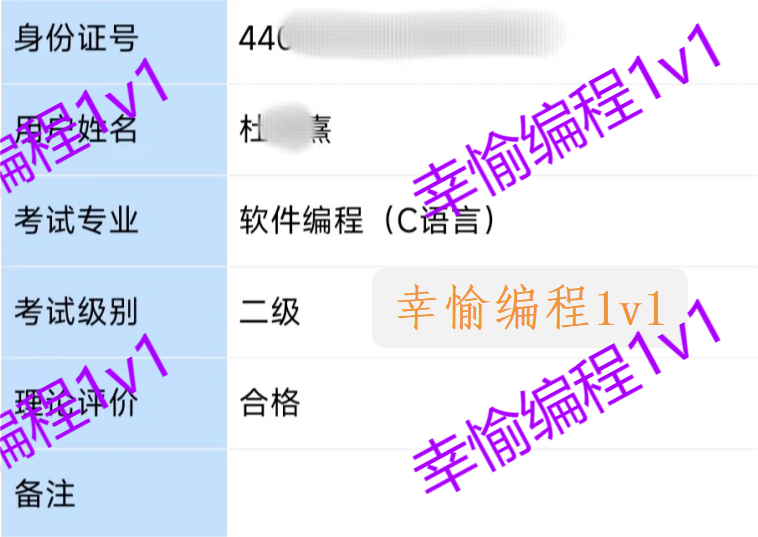 身份证号 440
用户姓名 杜 熹
考试专业 软件编程（C语言）
考试级别 二级
幸愉编程1v1
理论评价 合格
备注
编程1v1
幸愉编程1v1
编程1v1
幸愉编程1v1